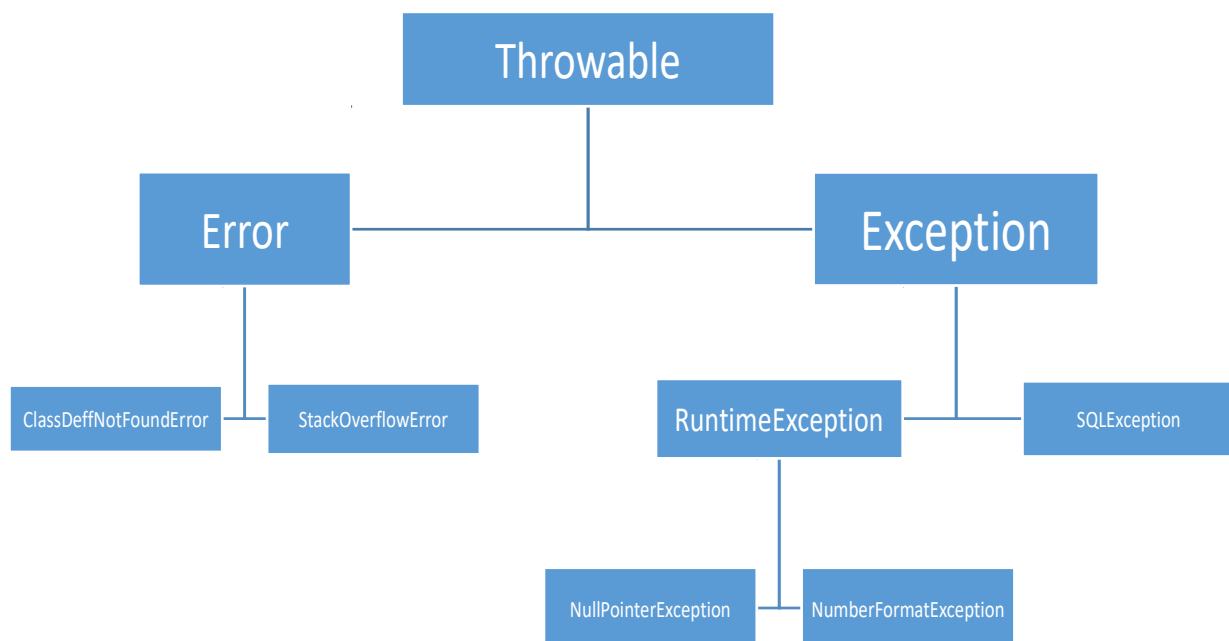 Throwable
Error
Exception
ClassDeffNotFoundError
StackOverflowError
RuntimeException
SQLException
NullPointerException
NumberFormatException